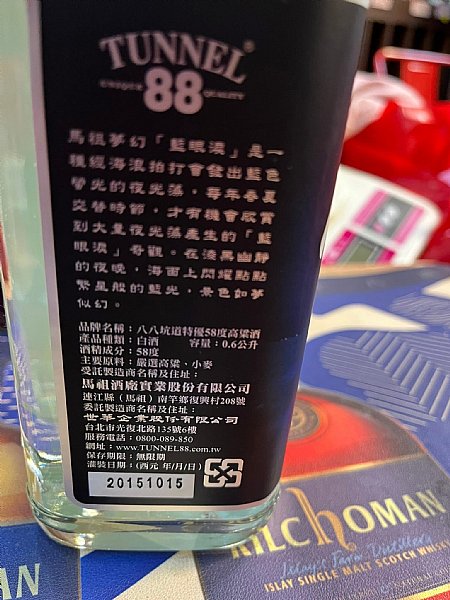 TUNNEL®
UNIQUE 88 QUALITY
馬祖夢幻「藍眼淚」是一
種經海浪拍打會發出藍色
螢光的夜光藻，每年春夏
交替時節，才有機會欣賞
到大量夜光藻產生的「藍
眼淚」奇觀。在漆黑幽靜
的夜晚，海面上閃耀點點
繁星般的藍光，景色如夢
似幻。
品牌名稱：八八坑道特優58度高粱酒
產品種類：白酒 容量：0.6公升
酒精成分：58度
主要原料：嚴選高粱、小麥
受託製造商名稱及住址：
馬祖酒廠實業股份有限公司
連江縣（馬祖）南竿鄉復興村208號
委託製造商名稱及住址：
世華企業股份有限公司
台北市光復北路135號6樓
服務電話：0800-089-850
網址：www.TUNNEL88.com.tw
保存期限：無限期
灌裝日期：(西元 年/月/日)
20151015
KILCHOMAN
Islay's Farm Distillery
ISLAY SINGLE MALT SCOTCH WHISK
AN